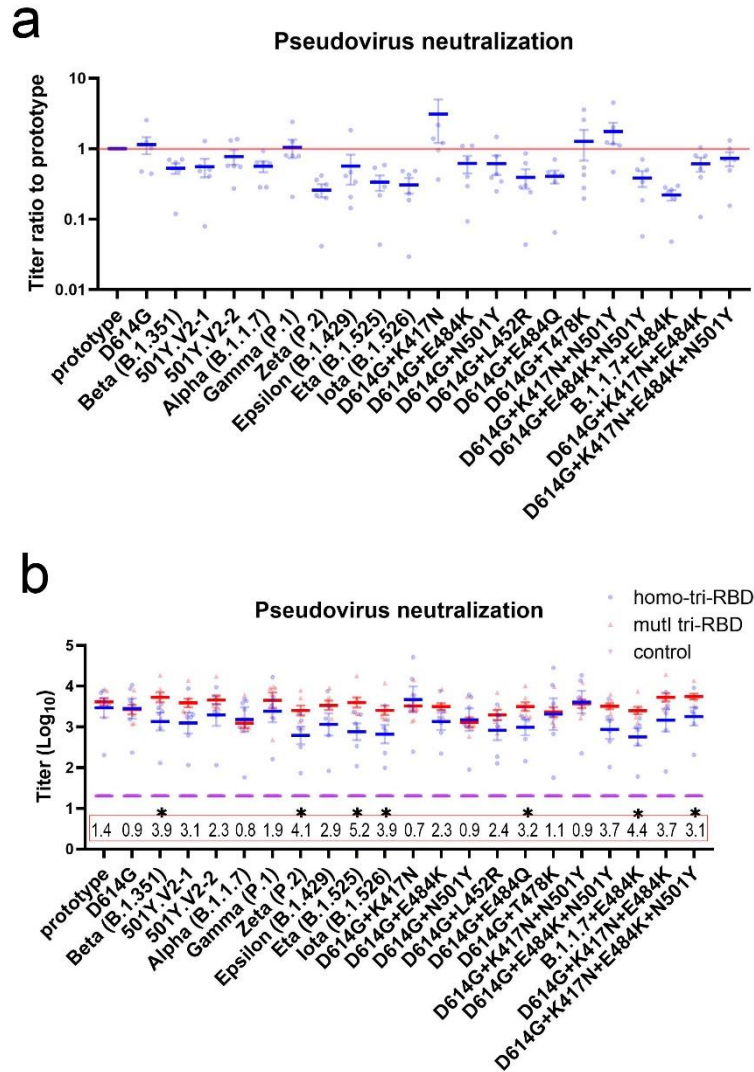 a
Pseudovirus neutralization
Titer ratio to prototype
10
1
0.1
0.01
prototype
D614G
Beta (B.1.351)
501Y.V2-1
501Y.V2-2
Alpha (B.1.1.7)
Gamma (P.1)
Zeta (P.2)
Epsilon (B.1.429)
Eta (B.1.525)
Iota (B.1.526)
D614G+K417N
D614G+E484K
D614G+N501Y
D614G+L452R
D614G+E484Q
D614G+T478K
D614G+K417N+N501Y
D614G+E484K+N501Y
B.1.1.7+E484K
D614G+K417N+E484K
D614G+K417N+E484K+N501Y
b
Pseudovirus neutralization
homo-tri-RBD
mutl tri-RBD
control
Titer (Log10)
5
4
3
2
1
0
* * * * * * *
1.4 0.9 3.9 3.1 2.3 0.8 1.9 4.1 2.9 5.2 3.9 0.7 2.3 0.9 2.4 3.2 1.1 0.9 3.7 4.4 3.7 3.1
prototype
D614G
Beta (B.1.351)
501Y.V2-1
501Y.V2-2
Alpha (B.1.1.7)
Gamma (P.1)
Zeta (P.2)
Epsilon (B.1.429)
Eta (B.1.525)
Iota (B.1.526)
D614G+K417N
D614G+E484K
D614G+N501Y
D614G+L452R
D614G+E484Q
D614G+T478K
D614G+K417N+N501Y
D614G+E484K+N501Y
B.1.1.7+E484K
D614G+K417N+E484K
D614G+K417N+E484K+N501Y